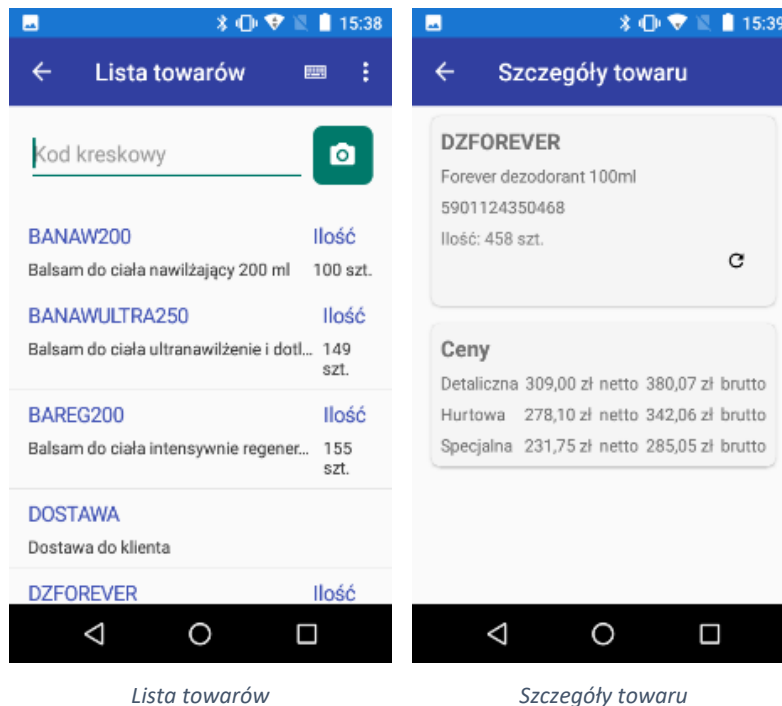 15:38
Lista towarów
Kod kreskowy
BANAW200 Ilość
Balsam do ciała nawilżający 200 ml 100 szt.
BANAWULTRA250 Ilość
Balsam do ciała ultranawilżenie i dotl... 149
szt.
BAREG200 Ilość
Balsam do ciała intensywnie regener... 155
szt.
DOSTAWA
Dostawa do klienta
DZFOREVER Ilość
Lista towarów
15:39
Szczegóły towaru
DZFOREVER
Forever dezodorant 100ml
5901124350468
Ilość: 458 szt.
Ceny
Detaliczna 309,00 zł netto 380,07 zł brutto
Hurtowa 278,10 zł netto 342,06 zł brutto
Specjalna 231,75 zł netto 285,05 zł brutto
Szczegóły towaru